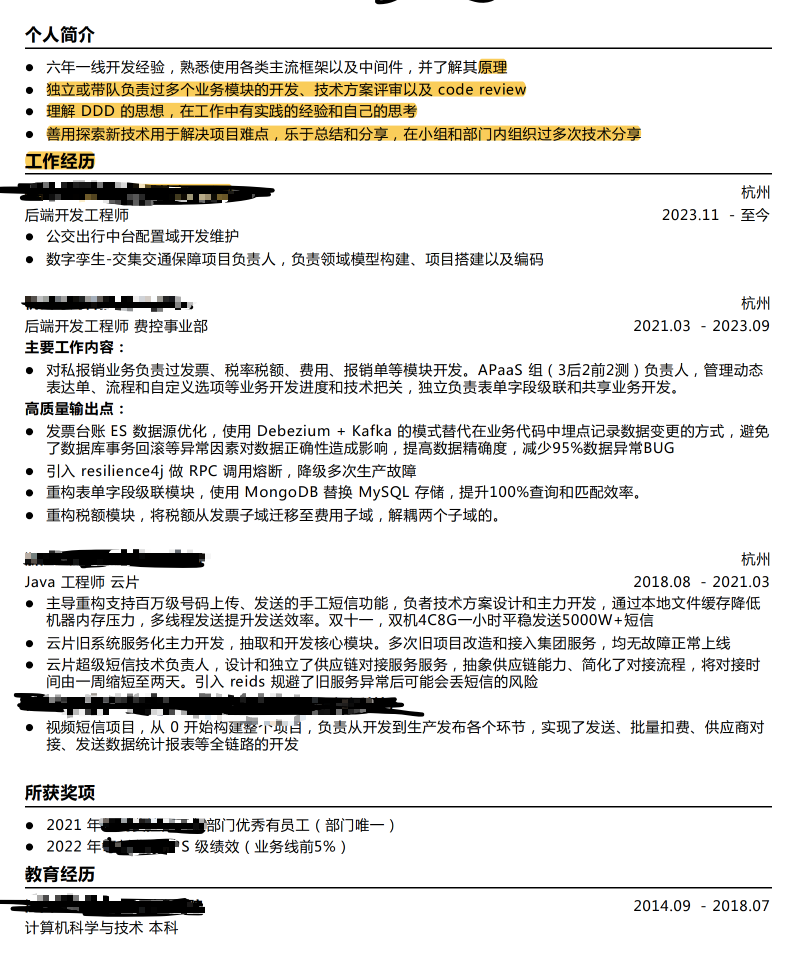 个人简介
● 六年一线开发经验，熟悉使用各类主流框架以及中间件，并了解其原理
● 独立或带队负责过多个业务模块的开发、技术方案评审以及 code review
● 理解 DDD 的思想，在工作中有实践的经验和自己的思考
● 善用探索新技术用于解决项目难点，乐于总结和分享，在小组和部门内组织过多次技术分享
工作经历
杭州
后端开发工程师 2023.11 - 至今
● 公交出行中台配置域开发维护
● 数字孪生-交集交通保障项目负责人，负责领域模型构建、项目搭建以及编码
杭州
后端开发工程师 费控事业部 2021.03 - 2023.09
主要工作内容：
● 对私报销业务负责过发票、税率税额、费用、报销单等模块开发。APaaS 组（3后2前2测）负责人，管理动态
表达单、流程和自定义选项等业务开发进度和技术把关，独立负责表单字段级联和共享业务开发。
高质量输出点：
● 发票台账 ES 数据源优化，使用 Debezium + Kafka 的模式替代在业务代码中埋点记录数据变更的方式，避免
了数据库事务回滚等异常因素对数据正确性造成影响，提高数据精确度，减少95%数据异常BUG
● 引入 resilience4j 做 RPC 调用熔断，降级多次生产故障
● 重构表单字段级联模块，使用 MongoDB 替换 MySQL 存储，提升100%查询和匹配效率。
● 重构税额模块，将税额从发票子域迁移至费用子域，解耦两个子域的。
杭州
Java 工程师 云片 2018.08 - 2021.03
● 主导重构支持百万级号码上传、发送的手工短信功能，负者技术方案设计和主力开发，通过本地文件缓存降低
机器内存压力，多线程发送提升发送效率。双十一，双机4C8G一小时平稳发送5000W+短信
● 云片旧系统服务化主力开发，抽取和开发核心模块。多次旧项目改造和接入集团服务，均无故障正常上线
● 云片超级短信技术负责人，设计和独立了供应链对接服务服务，抽象供应链能力、简化了对接流程，将对接时
间由一周缩短至两天。引入 reids 规避了旧服务异常后可能会丢短信的风险
● 视频短信项目，从 0 开始构建整个项目，负责从开发到生产发布各个环节，实现了发送、批量扣费、供应商对
接、发送数据统计报表等全链路的开发
所获奖项
● 2021 年 部门优秀有员工（部门唯一）
● 2022 年 S 级绩效（业务线前5%）
教育经历
2014.09 - 2018.07
计算机科学与技术 本科